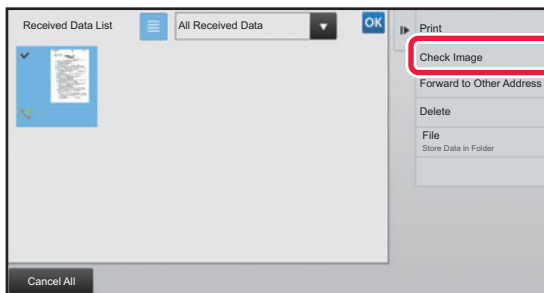 Received Data List
All Received Data
OK
Print
Check Image
Forward to Other Address
Delete
File
Store Data in Folder
Cancel All